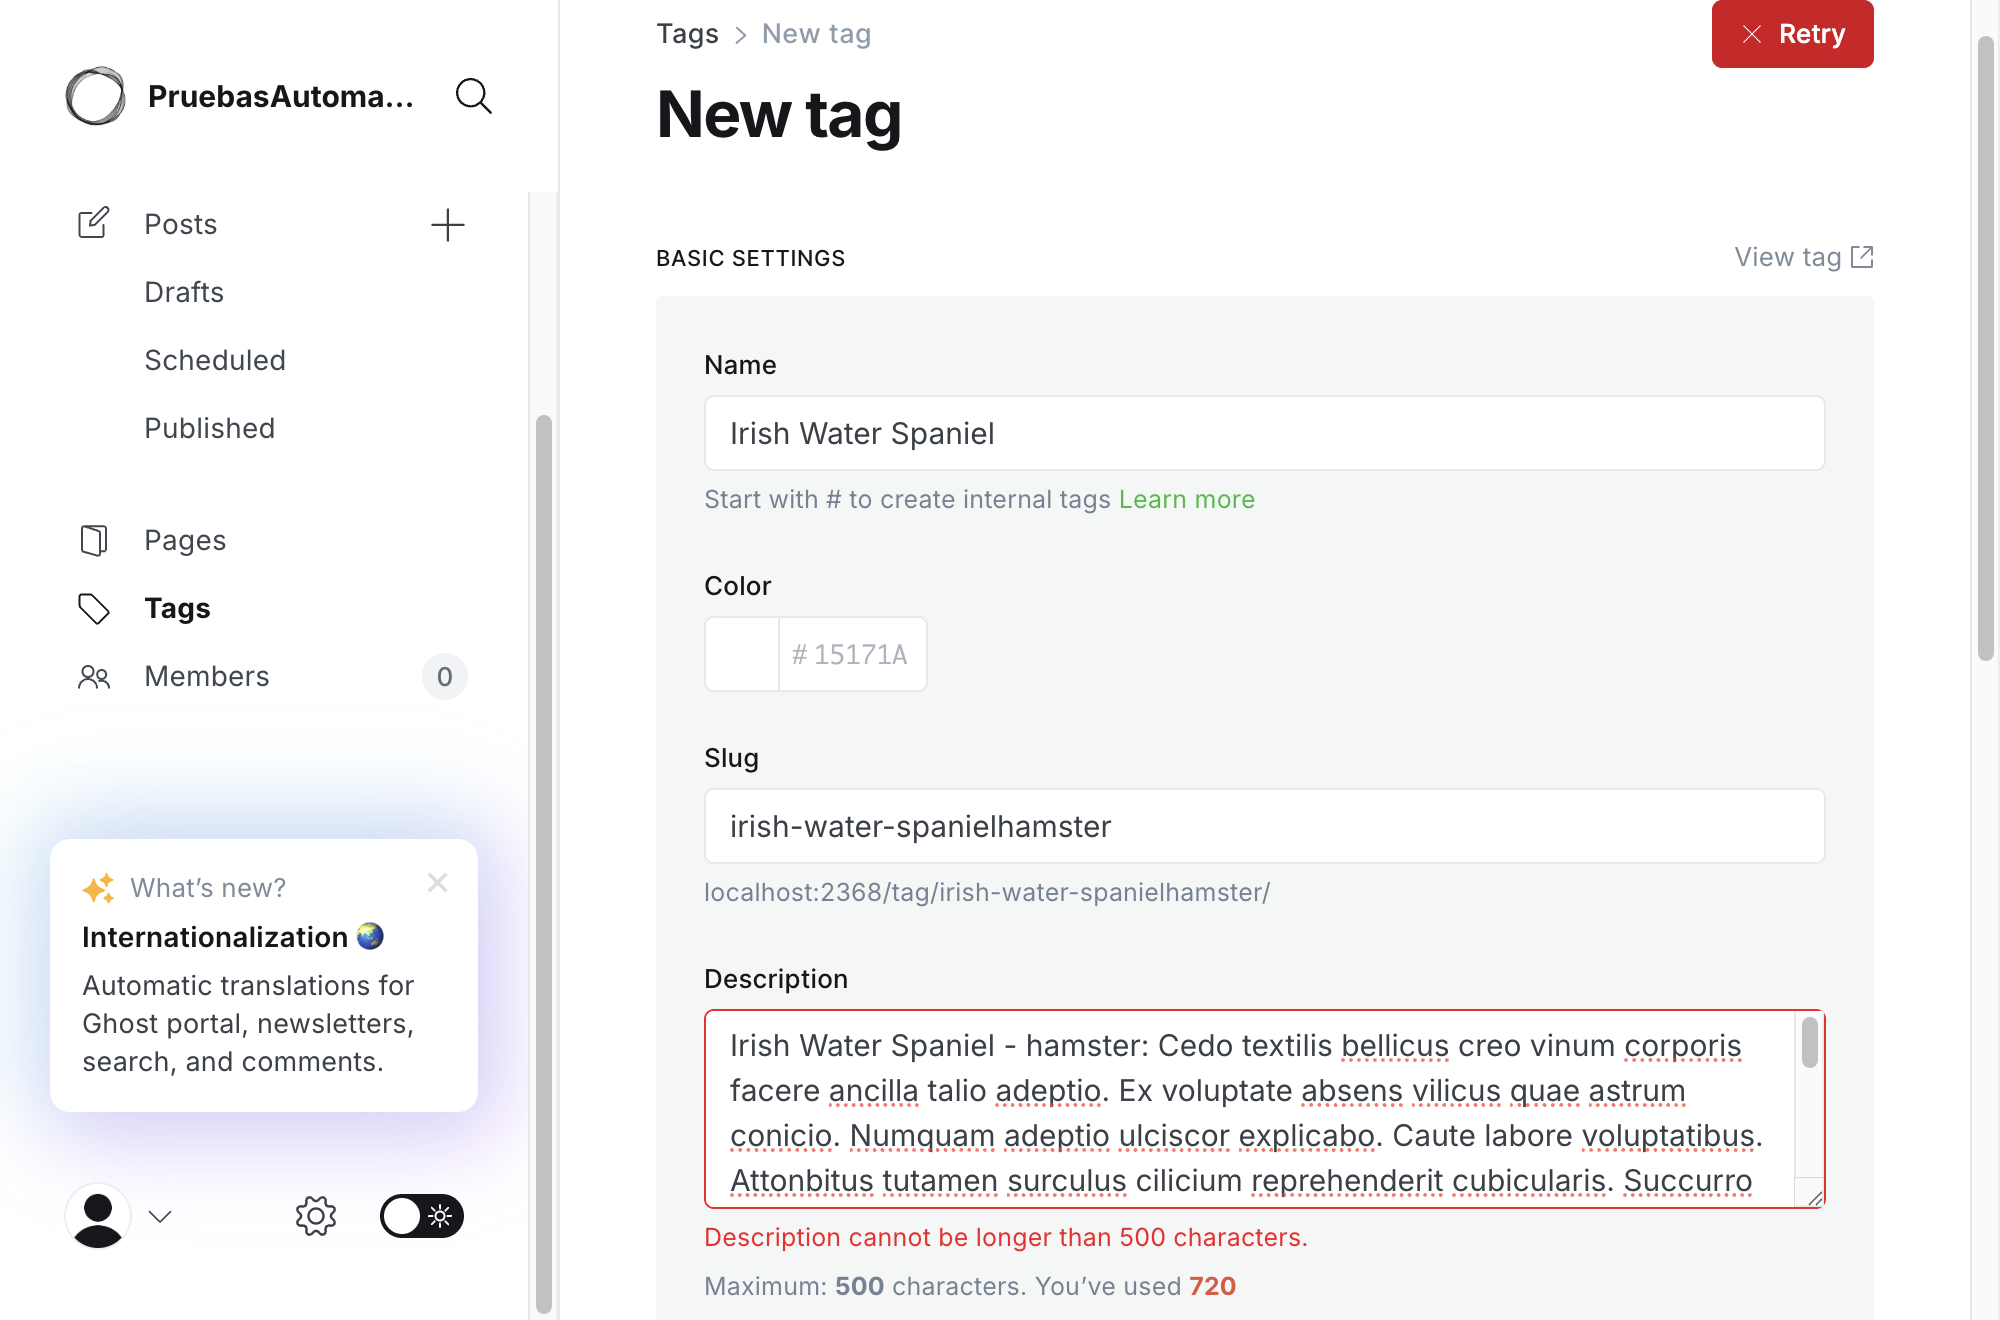 PruebasAutoma...
Posts
Drafts
Scheduled
Published
Pages
Tags
Members
0
What's new?
Internationalization
Automatic translations for
Ghost portal, newsletters,
search, and comments.
Tags > New tag
Retry
New tag
BASIC SETTINGS
View tag
Name
Irish Water Spaniel
Start with # to create internal tags Learn more
Color
# 15171A
Slug
irish-water-spanielhamster
localhost:2368/tag/irish-water-spanielhamster/
Description
Irish Water Spaniel - hamster: Cedo textilis bellicus creo vinum corporis
facere ancilla talio adeptio. Ex voluptate absens vilicus quae astrum
conicio. Numquam adeptio ulciscor explicabo. Caute labore voluptatibus.
Attonbitus tutamen surculus cilicium reprehenderit cubicularis. Succurro
Description cannot be longer than 500 characters.
Maximum: 500 characters. You've used 720